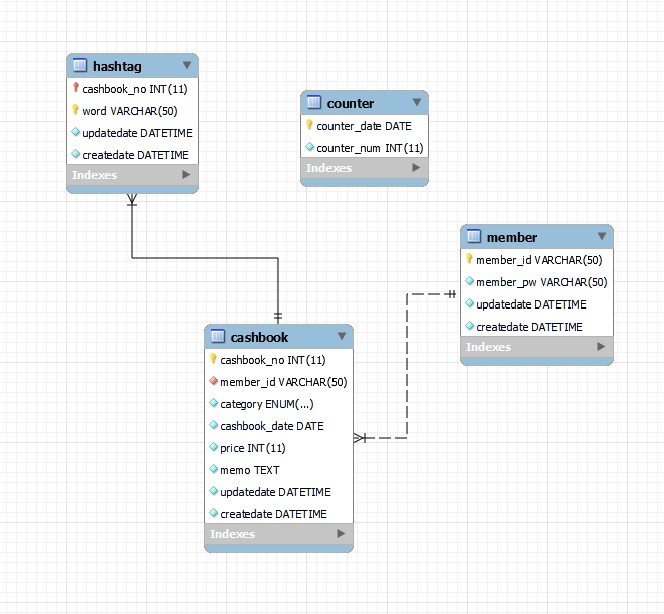 hashtag
cashbook_no INT(11)
word VARCHAR(50)
updatedate DATETIME
createdate DATETIME
Indexes
counter
counter_date DATE
counter_num INT(11)
Indexes
member
member_id VARCHAR(50)
member_pw VARCHAR(50)
updatedate DATETIME
createdate DATETIME
Indexes
cashbook
cashbook_no INT(11)
member_id VARCHAR(50)
category ENUM(...)
cashbook_date DATE
price INT(11)
memo TEXT
updatedate DATETIME
createdate DATETIME
Indexes